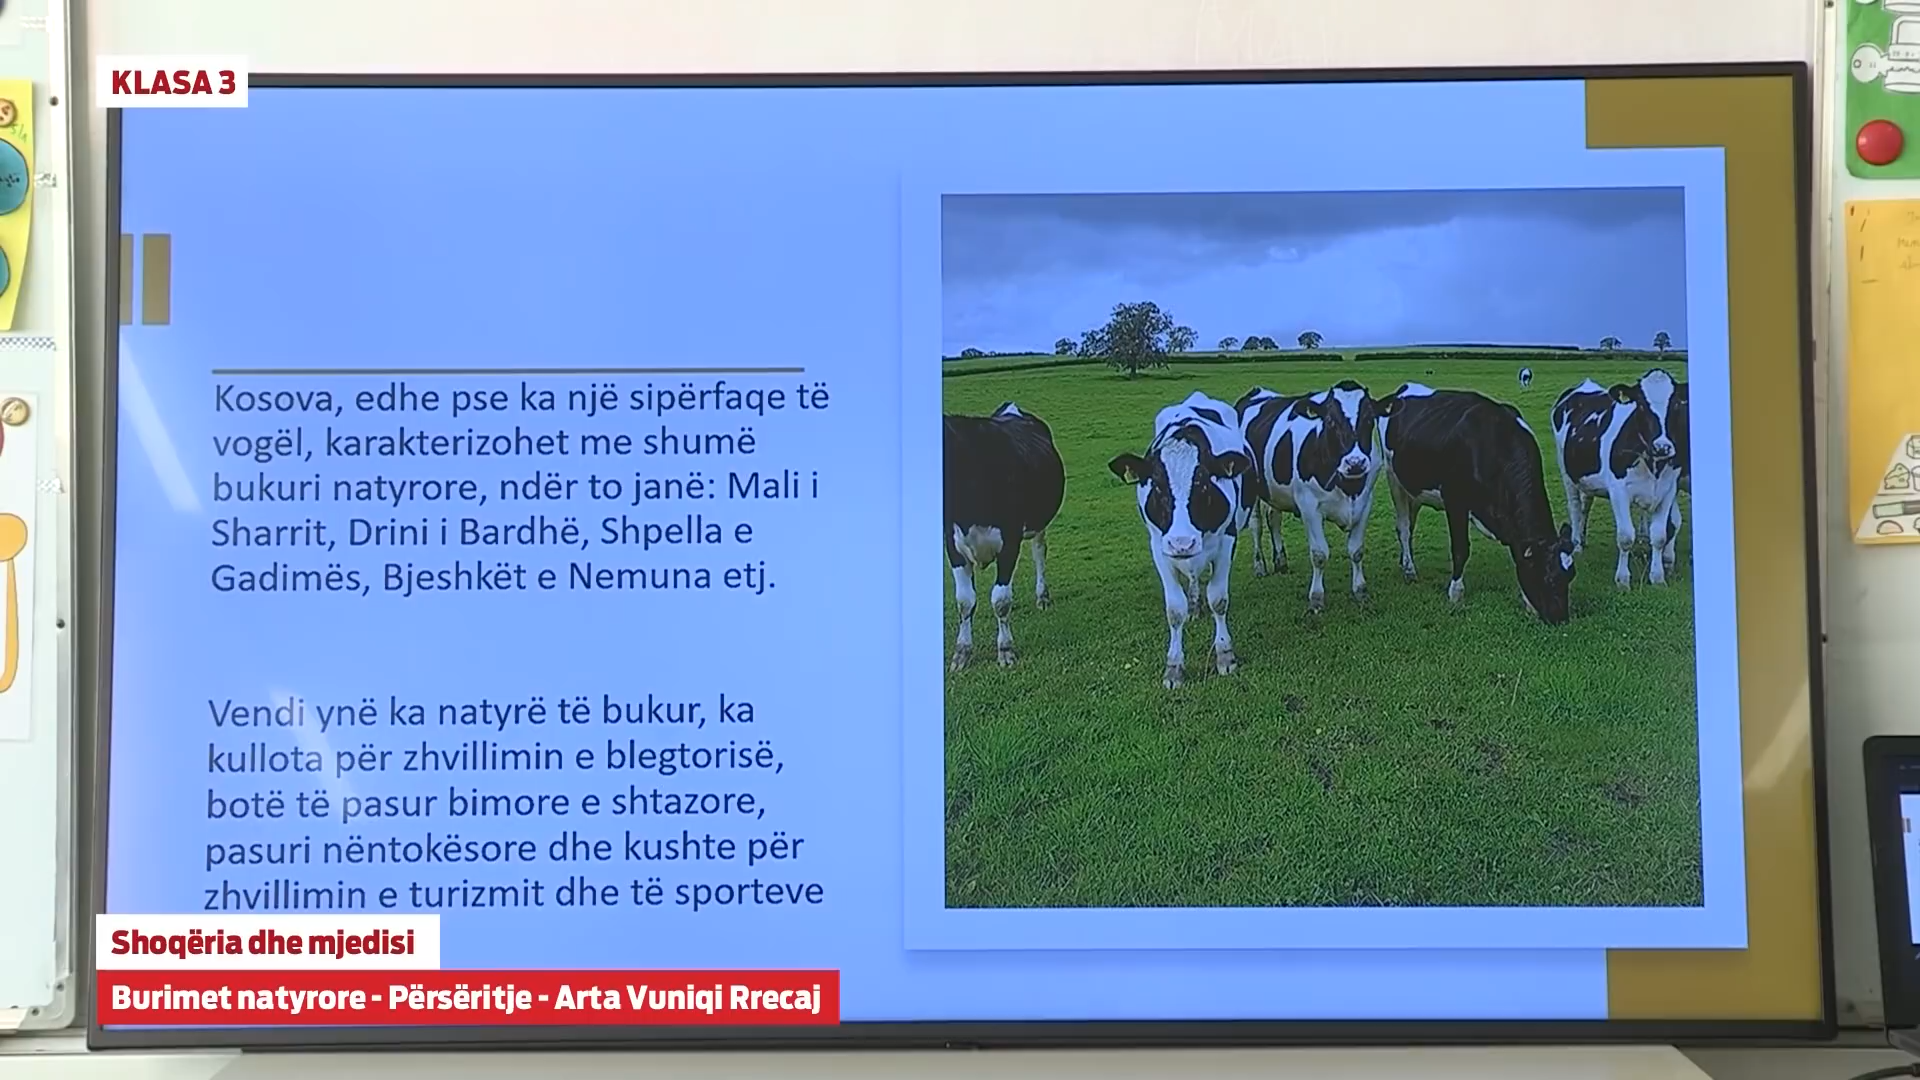 KLASA 3
Kosova, edhe pse ka një sipërfaqe të
vogël, karakterizohet me shumë
bukuri natyrore, ndër to janë: Mali i
Sharrit, Drini i Bardhë, Shpella e
Gadimës, Bjeshkët e Nemuna etj.
Vendi ynë ka natyrë të bukur, ka
kullota për zhvillimin e blegtorisë,
botë të pasur bimore e shtazore,
pasuri nëntokësore dhe kushte për
zhvillimin e turizmit dhe të sporteve
Shoqëria dhe mjedisi
Burimet natyrore - Përsëritje - Arta Vuniqi Rrecaj